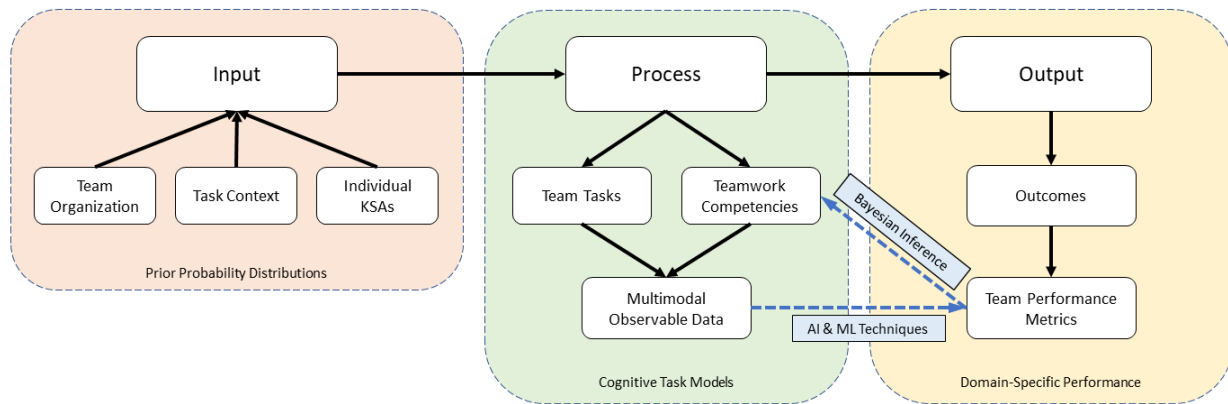 Input
Team
Organization
Task Context
Individual
KSAs
Prior Probability Distributions
Process
Team Tasks
Teamwork
Competencies
Multimodal
Observable Data
Cognitive Task Models
Bayesian Inference
AI & ML Techniques
Output
Outcomes
Team Performance
Metrics
Domain-Specific Performance